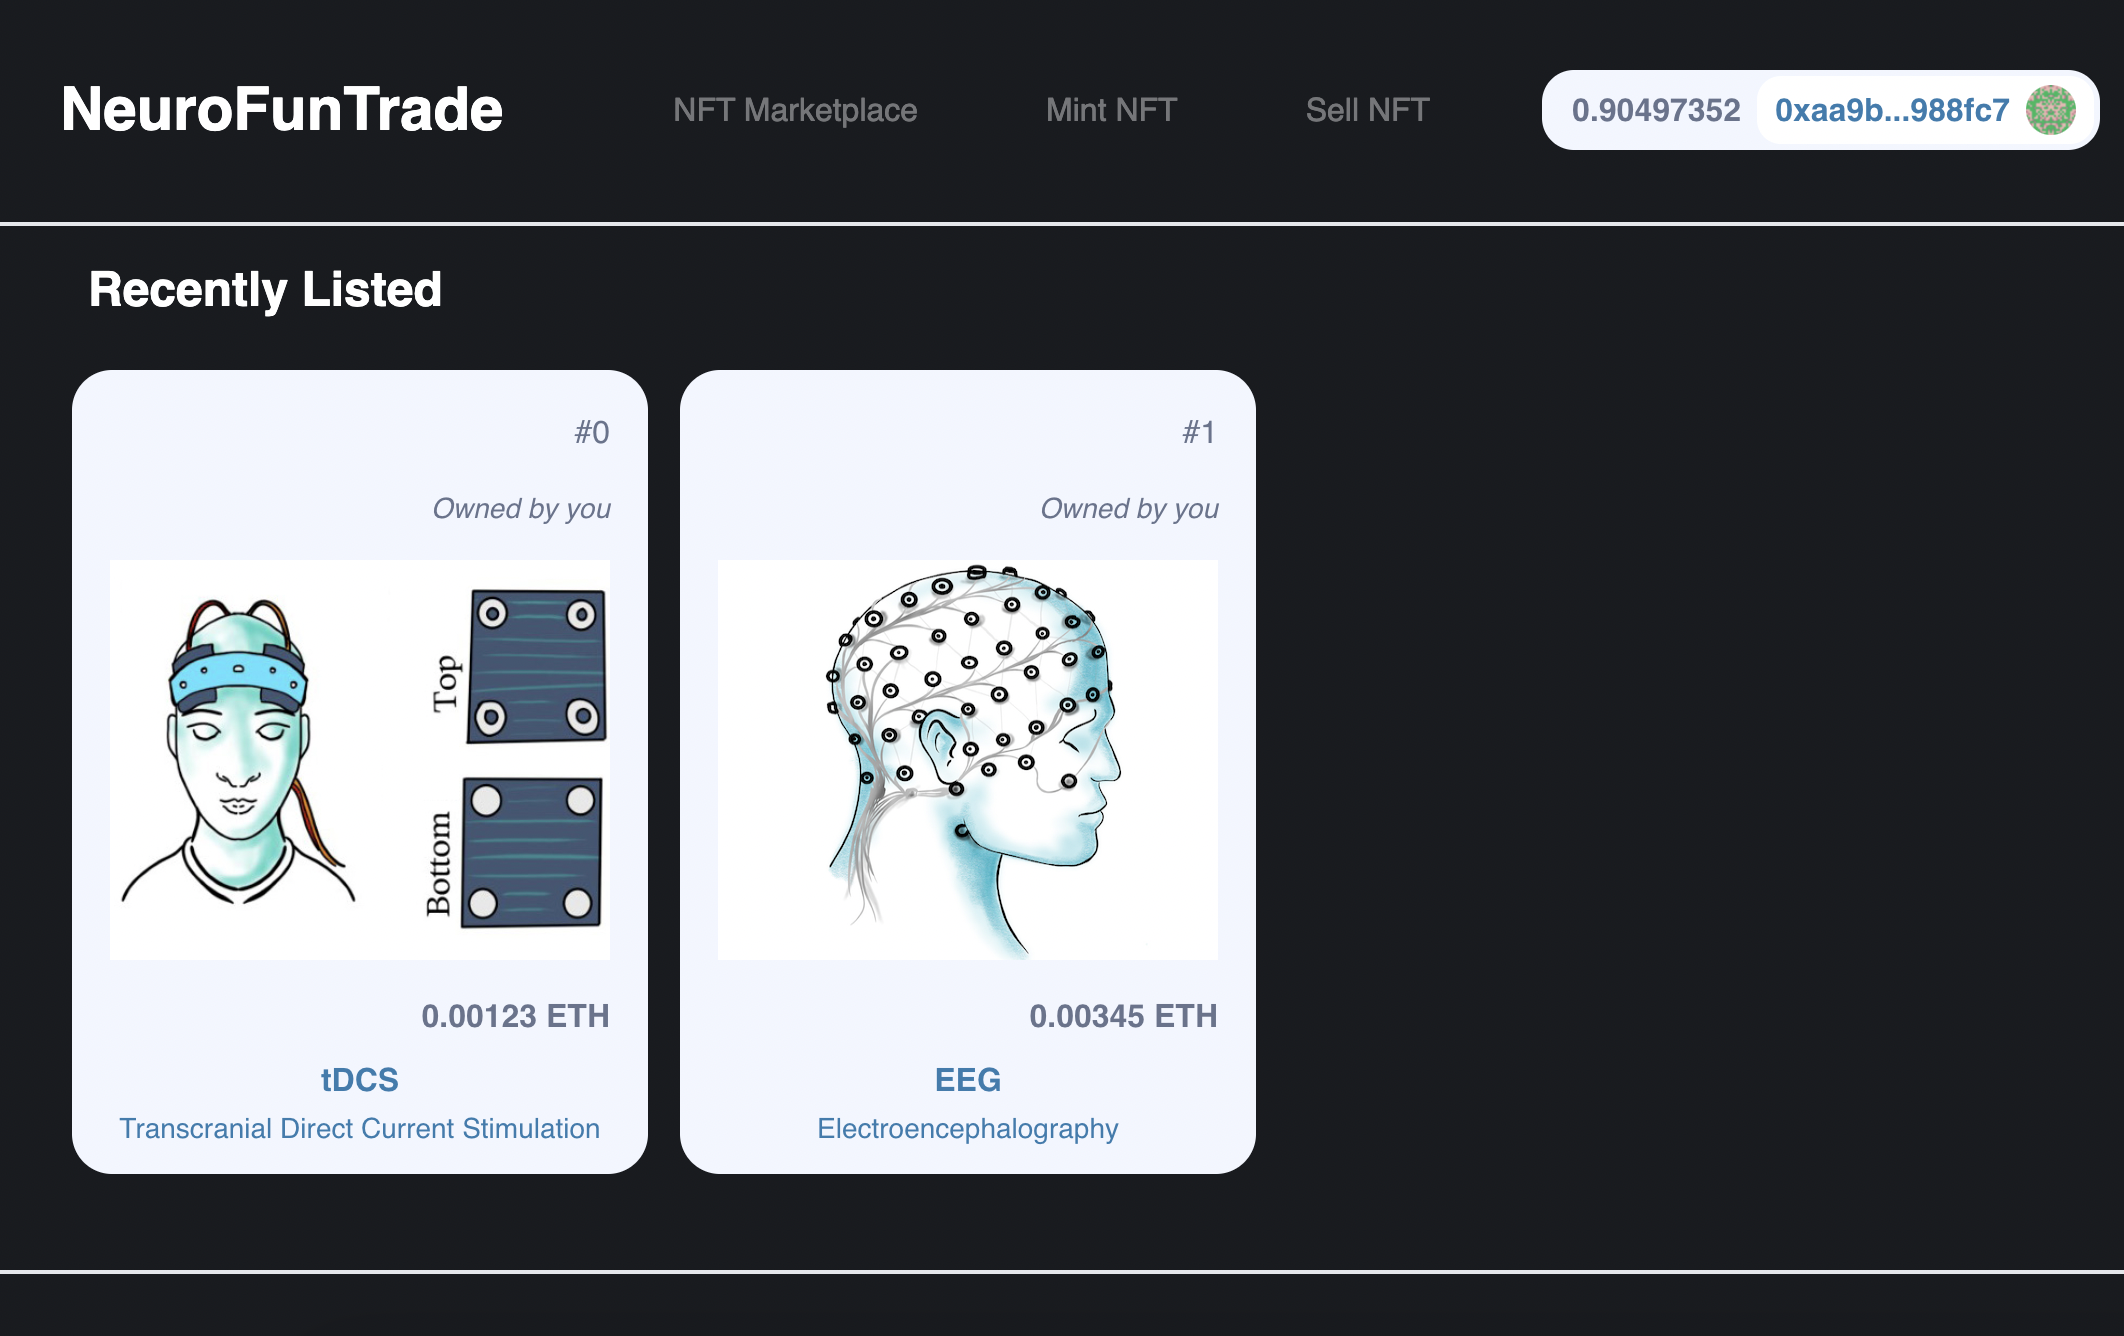 NeuroFunTrade
NFT Marketplace
Mint NFT
Sell NFT
0.90497352
0xaa9b...988fc7
Recently Listed
#0
Owned by you
Top
Bottom
0.00123 ETH
tDCS
Transcranial Direct Current Stimulation
#1
Owned by you
0.00345 ETH
EEG
Electroencephalography